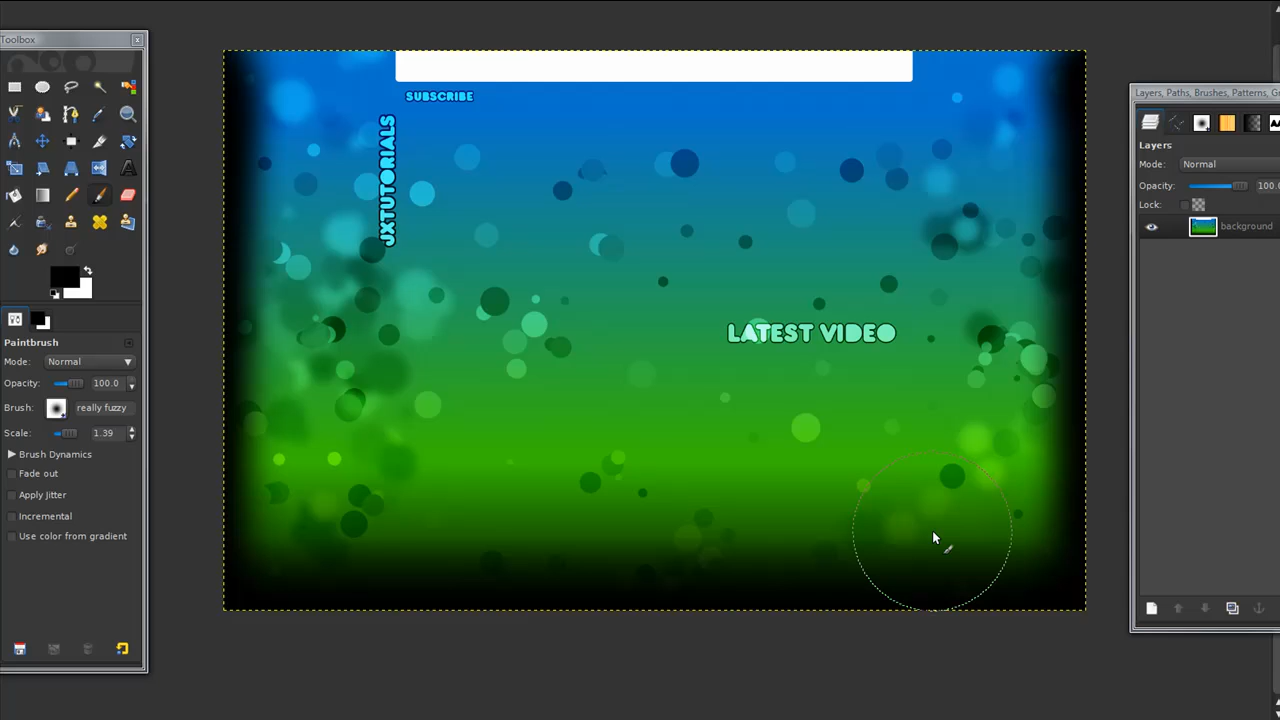 Toolbox
SUBSCRIBE
JXTUTORIALS
LATEST VIDEO
Paintbrush
Mode: Normal
Opacity: 100.0
Brush: really fuzzy
Scale: 1.39
Brush Dynamics
Fade out
Apply Jitter
Incremental
Use color from gradient
Layers, Paths, Brushes, Patterns,
Layers
Mode: Normal
Opacity: 100.
Lock:
background